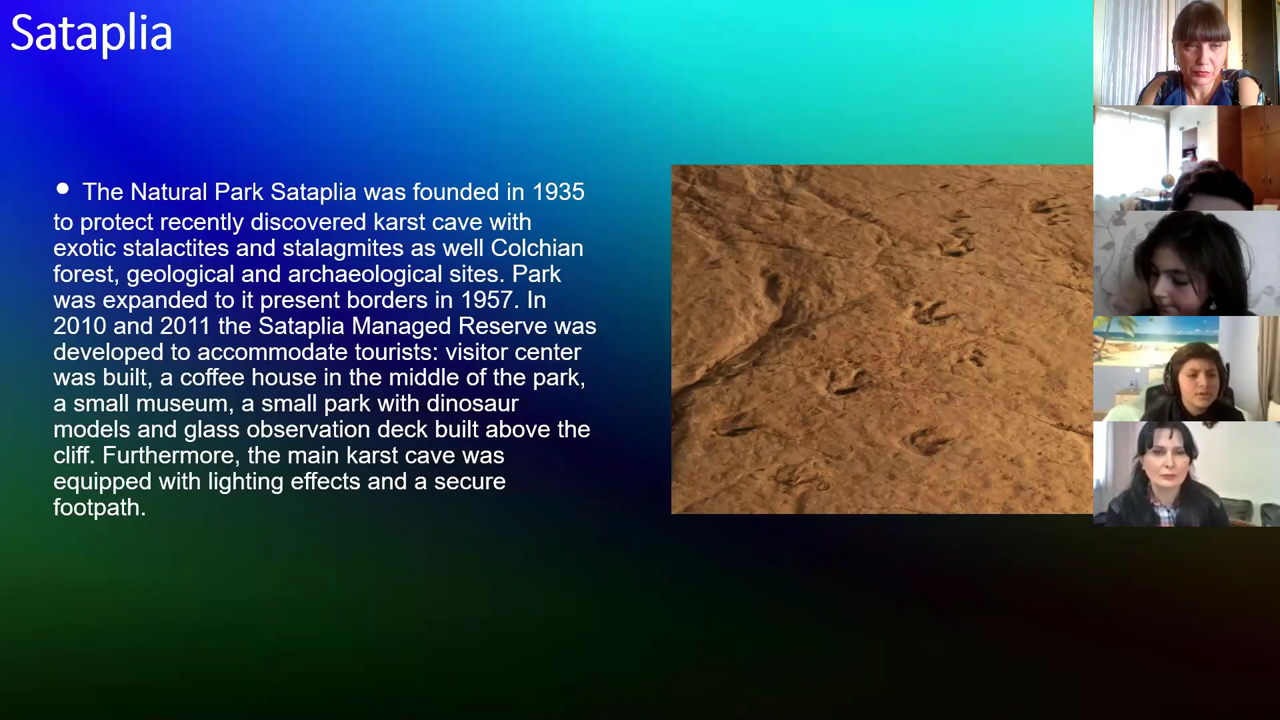 Sataplia
• The Natural Park Sataplia was founded in 1935
to protect recently discovered karst cave with
exotic stalactites and stalagmites as well Colchian
forest, geological and archaeological sites. Park
was expanded to it present borders in 1957. In
2010 and 2011 the Sataplia Managed Reserve was
developed to accommodate tourists: visitor center
was built, a coffee house in the middle of the park,
a small museum, a small park with dinosaur
models and glass observation deck built above the
cliff. Furthermore, the main karst cave was
equipped with lighting effects and a secure
footpath.